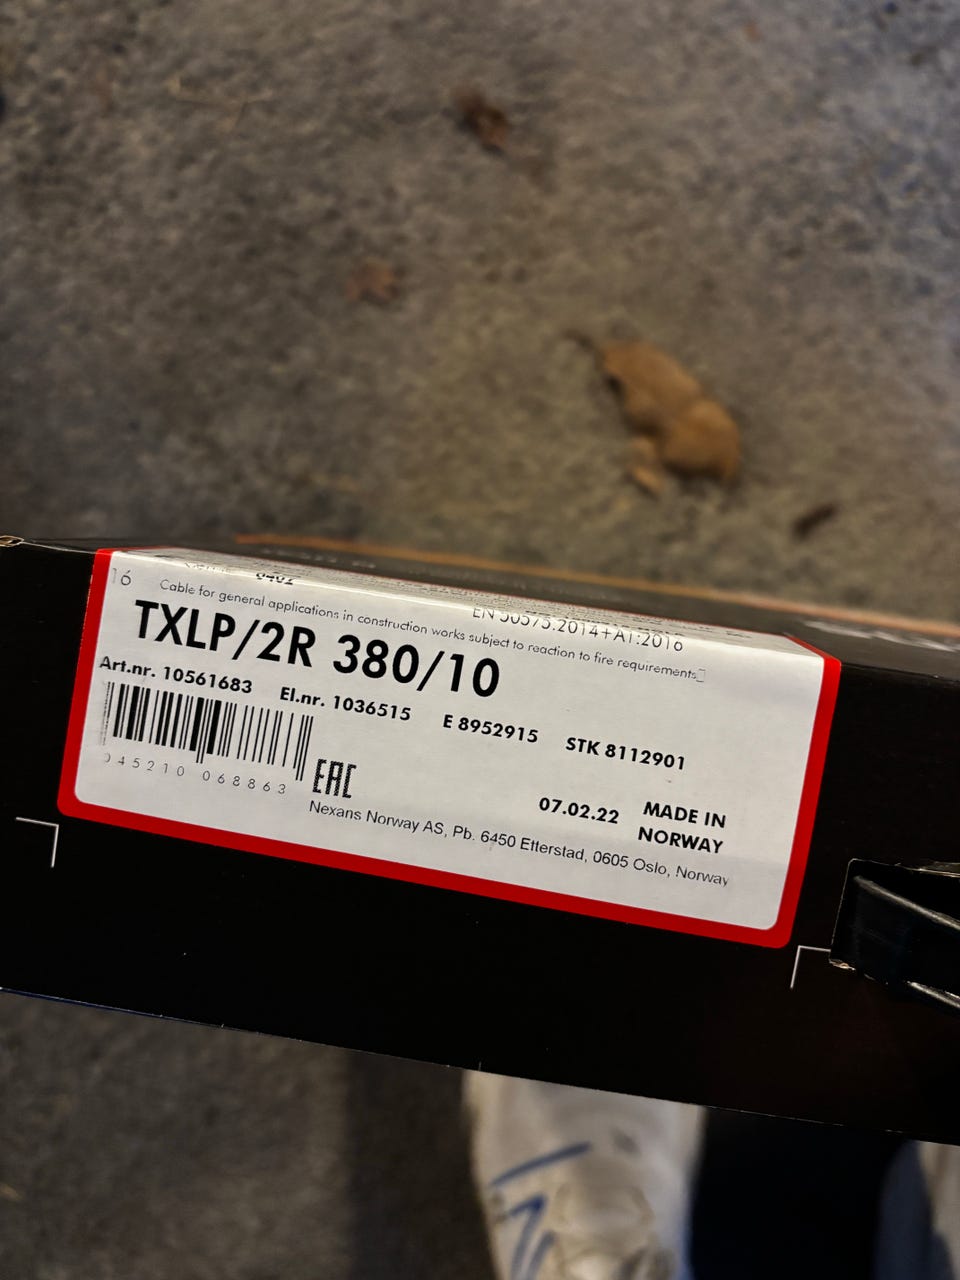 16
0402
EN 50575:2014+A1:2016
Cable for general applications in construction works subject to reaction to fire requirements
TXLP/2R 380/10
Art.nr. 10561683 El.nr. 1036515 E 8952915 STK 8112901
045210 068863
EAC
07.02.22 MADE IN
NORWAY
Nexans Norway AS, Pb. 6450 Etterstad, 0605 Oslo, Norway